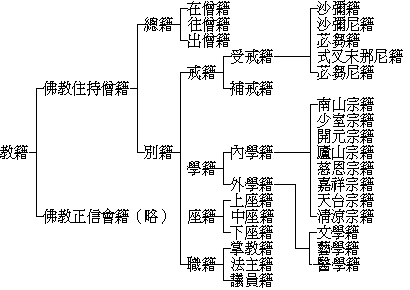 教籍
佛教住持僧籍
佛教正信會籍（略）
總籍
別籍
在僧籍
往僧籍
出僧籍
戒籍
學籍
座籍
職籍
受戒籍
補戒籍
內學籍
外學籍
上座籍
中座籍
下座籍
掌教籍
法主籍
議員籍
沙彌籍
沙彌尼籍
苾芻籍
式叉末那尼籍
苾芻尼籍
南山宗籍
少室宗籍
開元宗籍
廬山宗籍
慈恩宗籍
嘉祥宗籍
天台宗籍
清涼宗籍
文學籍
藝學籍
醫學籍